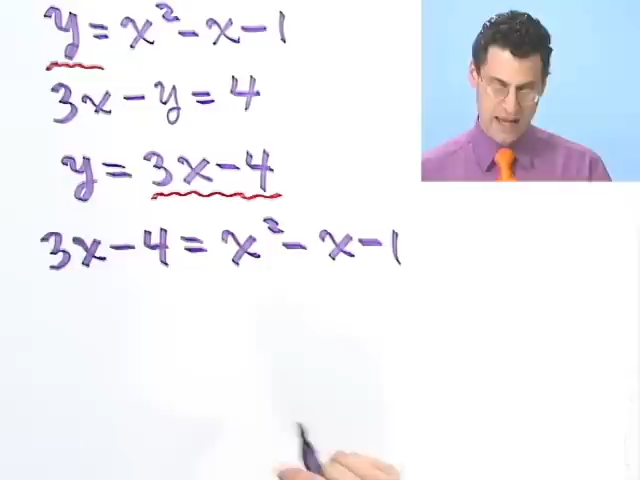 y = x² - x - 1
3x - y = 4
y = 3x - 4
3x - 4 = x² - x - 1